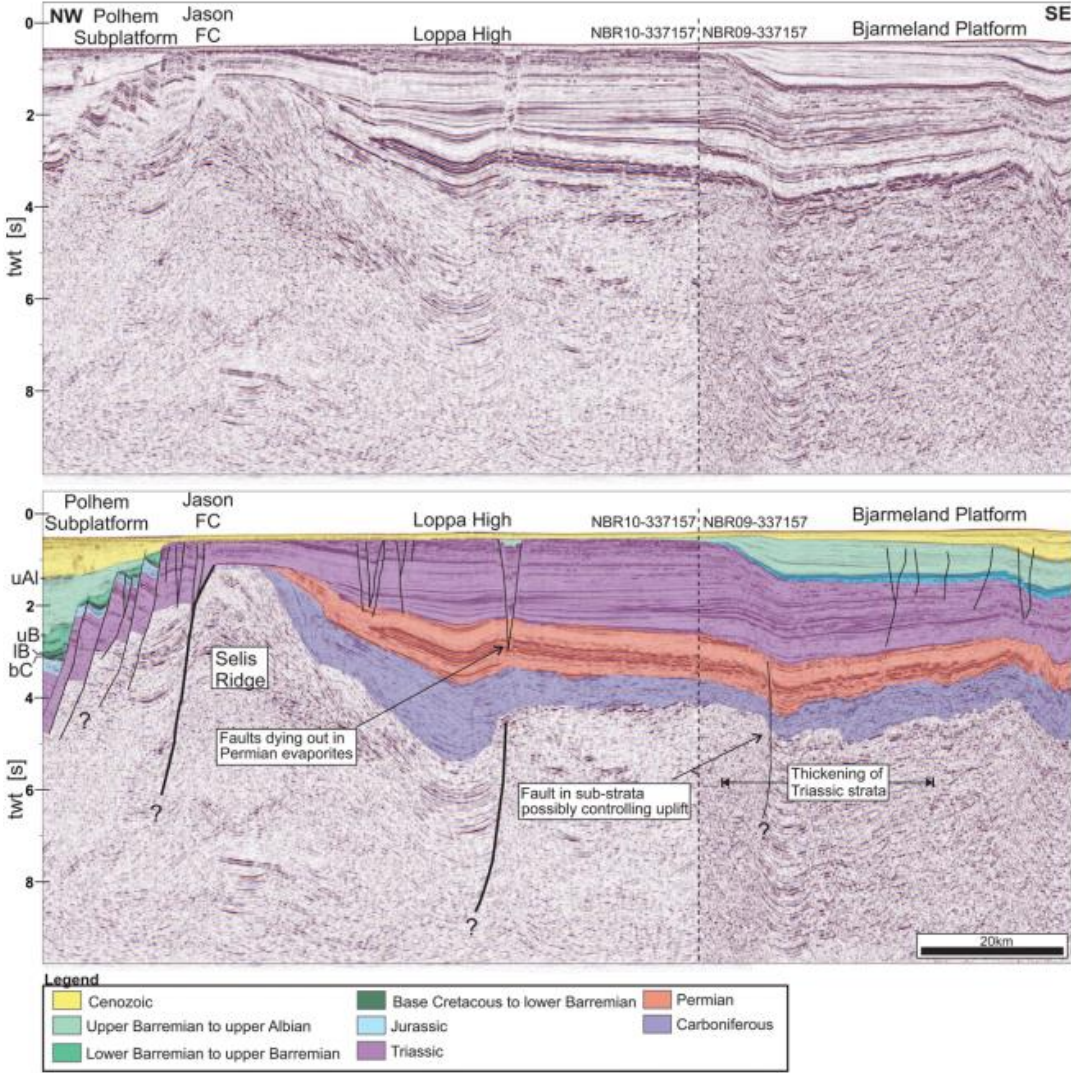 NW Polhem Subplatform
Jason FC
Loppa High
NBR10-337157
NBR09-337157
Bjarmeland Platform
SE
0
2
4
twt [s]
6
8
Polhem Subplatform
Jason FC
Loppa High
NBR10-337157
NBR09-337157
Bjarmeland Platform
0
uAl
2
uB
lB
bC
4
twt [s]
6
8
Selis
Ridge
?
Faults dying out in
Permian evaporites
?
Fault in sub-strata
possibly controlling uplift
?
Thickening of
Triassic strata
?
20km
Legend
Cenozoic
Upper Barremian to upper Albian
Lower Barremian to upper Barremian
Base Cretacous to lower Barremian
Jurassic
Triassic
Permian
Carboniferous